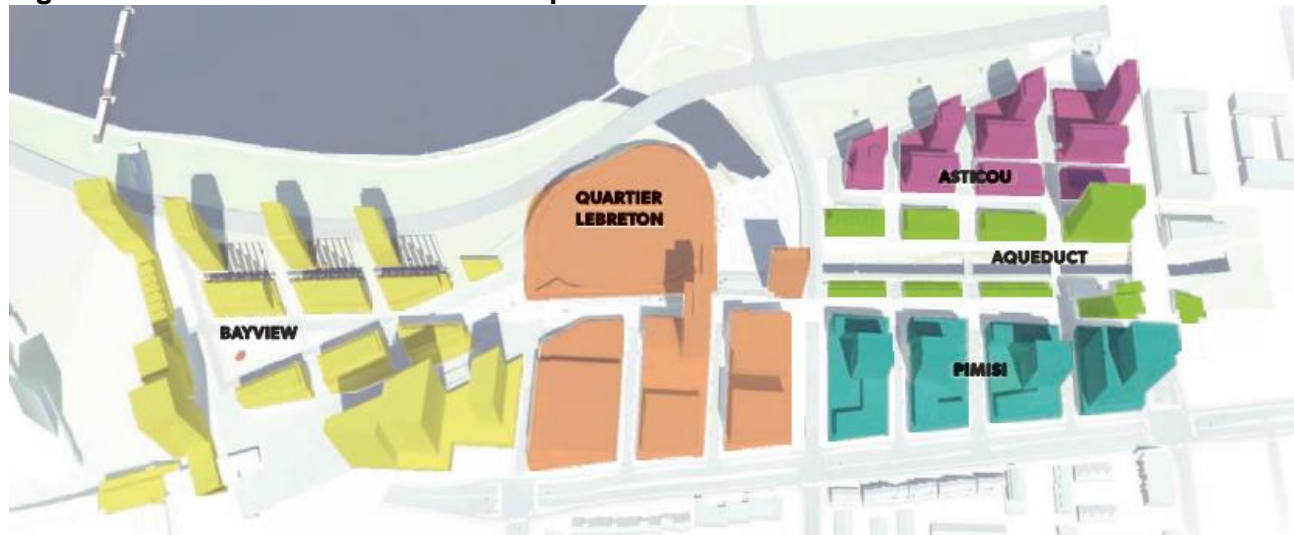 QUARTIER
LEBRETON
ASTICOU
AQUEDUCT
BAYVIEW
PIMISI